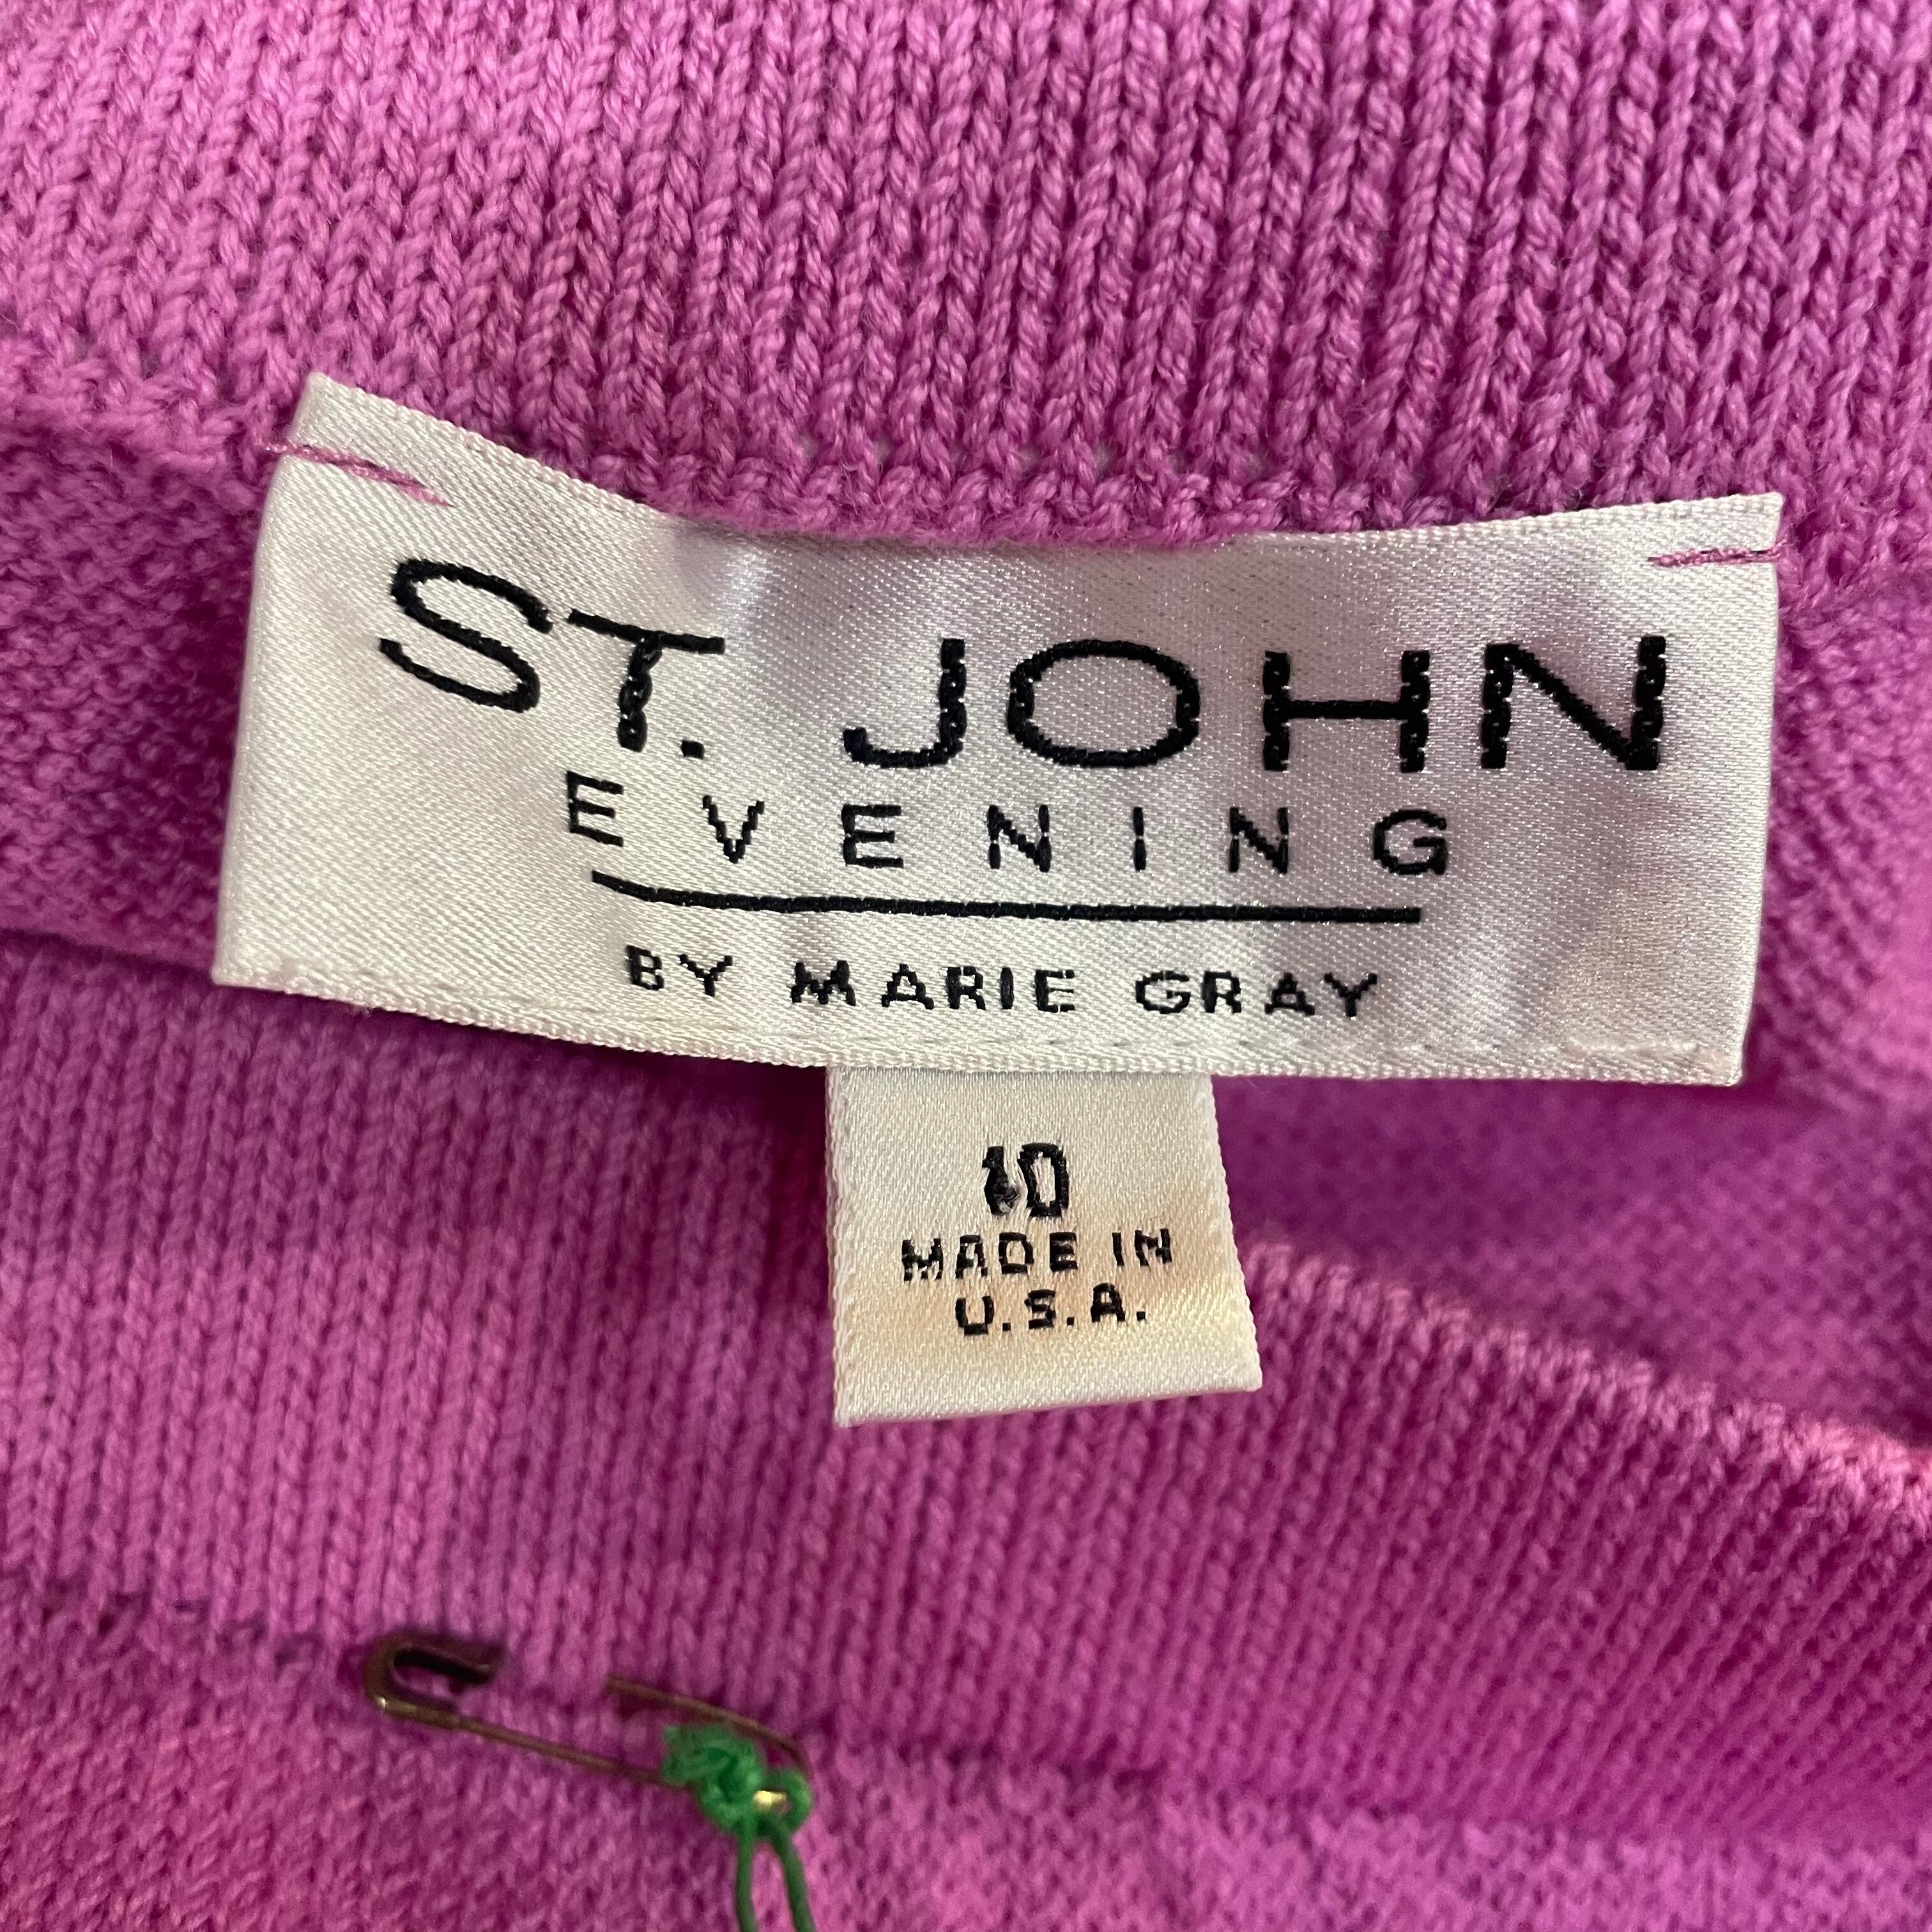 ST. JOHN
EVENING
BY MARIE GRAY
10
MADE IN
U.S.A.